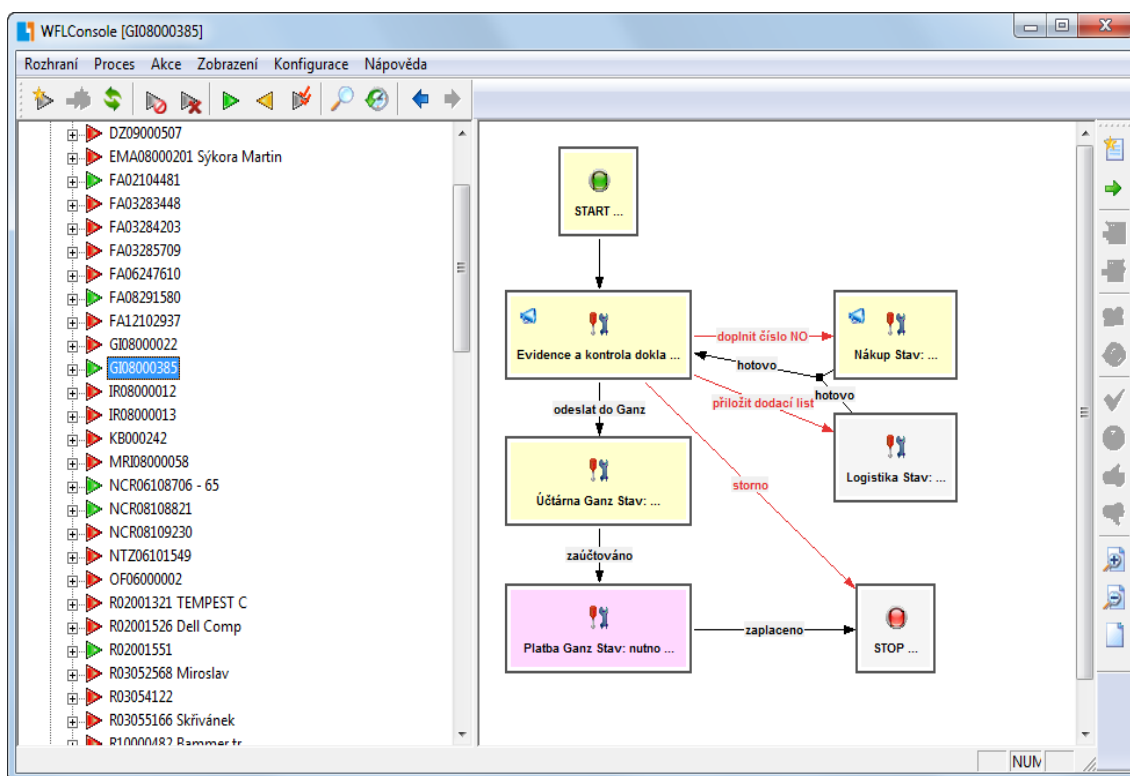 WFLConsole [GI08000385]
Rozhraní Proces Akce Zobrazení Konfigurace Nápověda
DZ09000507
EMA08000201 Sýkora Martin
FA02104481
FA03283448
FA03284203
FA03285709
FA06247610
FA08291580
FA12102937
GI08000022
GI08000385
IR08000012
IR08000013
KB000242
MRI08000058
NCR06108706 - 65
NCR08108821
NCR08109230
NTZ06101549
OF06000002
R02001321 TEMPEST C
R02001526 Dell Comp
R02001551
R03052568 Miroslav
R03054122
R03055166 Skřivánek
R10000482 Bammer tr
START ...
Evidence a kontrola dokla ...
doplnit číslo NO
Nákup Stav: ...
hotovo
přiložit dodací list
hotovo
odeslat do Ganz
Logistika Stav: ...
storno
Účtárna Ganz Stav: ...
zaúčtováno
Platba Ganz Stav: nutno ...
zaplaceno
STOP ...
NUM